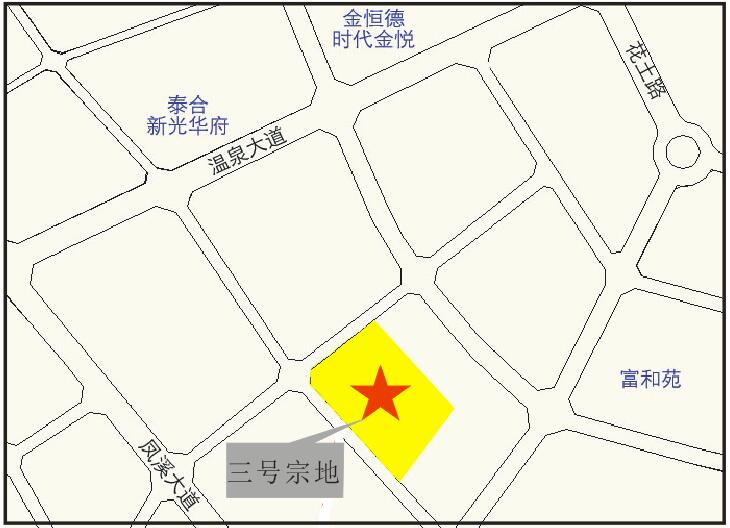 金恒德
时代金悦
花土路
泰合
新光华府
温泉大道
富和苑
凤溪大道
三号宗地